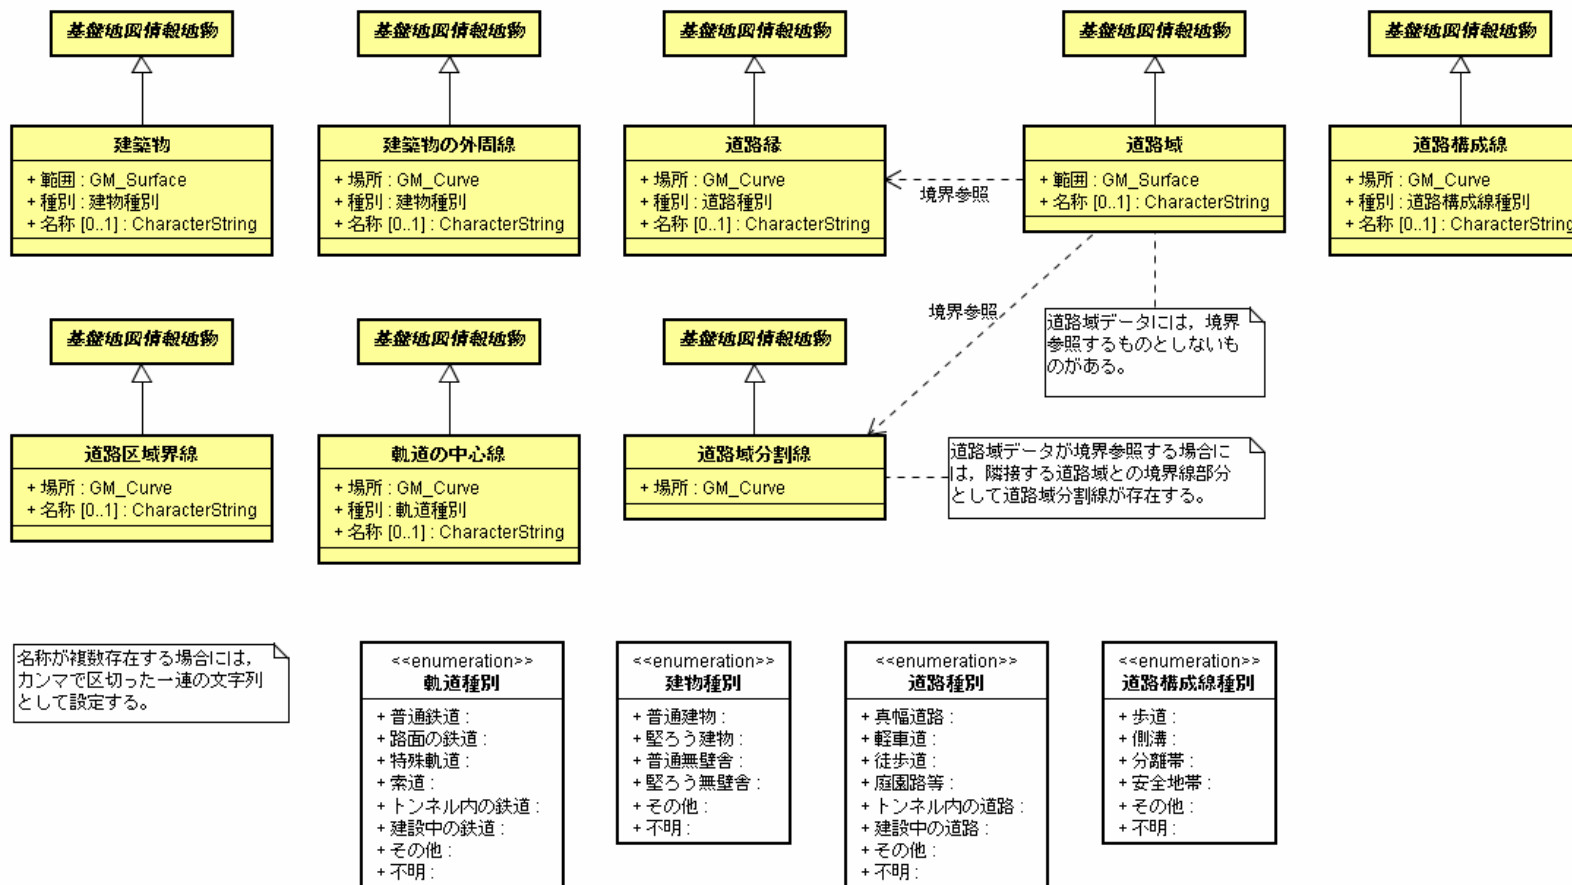 基盤地図情報地物
基盤地図情報地物
基盤地図情報地物
基盤地図情報地物
基盤地図情報地物
建築物
+ 範囲 : GM_Surface
+ 種別 : 建物種別
+ 名称 [0..1] : CharacterString
建築物の外周線
+ 場所 : GM_Curve
+ 種別 : 建物種別
+ 名称 [0..1] : CharacterString
道路縁
+ 場所 : GM_Curve
+ 種別 : 道路種別
+ 名称 [0..1] : CharacterString
境界参照
道路域
+ 範囲 : GM_Surface
+ 名称 [0..1] : CharacterString
道路構成線
+ 場所 : GM_Curve
+ 種別 : 道路構成線種別
+ 名称 [0..1] : CharacterString
境界参照
道路域データには，境界
参照するものとしないも
のがある。
基盤地図情報地物
基盤地図情報地物
基盤地図情報地物
道路区域界線
+ 場所 : GM_Curve
+ 名称 [0..1] : CharacterString
軌道の中心線
+ 場所 : GM_Curve
+ 種別 : 軌道種別
+ 名称 [0..1] : CharacterString
道路域分割線
+ 場所 : GM_Curve
道路域データが境界参照する場合に
は，隣接する道路域との境界線部分
として道路域分割線が存在する。
名称が複数存在する場合には，
カンマで区切った一連の文字列
として設定する。
<<enumeration>>
軌道種別
+ 普通鉄道 :
+ 路面の鉄道 :
+ 特殊軌道 :
+ 索道 :
+ トンネル内の鉄道 :
+ 建設中の鉄道 :
+ その他 :
+ 不明 :
<<enumeration>>
建物種別
+ 普通建物 :
+ 堅ろう建物 :
+ 普通無壁舎 :
+ 堅ろう無壁舎 :
+ その他 :
+ 不明 :
<<enumeration>>
道路種別
+ 真幅道路 :
+ 軽車道 :
+ 徒歩道 :
+ 庭園路等 :
+ トンネル内の道路 :
+ 建設中の道路 :
+ その他 :
+ 不明 :
<<enumeration>>
道路構成線種別
+ 歩道 :
+ 側溝 :
+ 分離帯 :
+ 安全地帯 :
+ その他 :
+ 不明 :